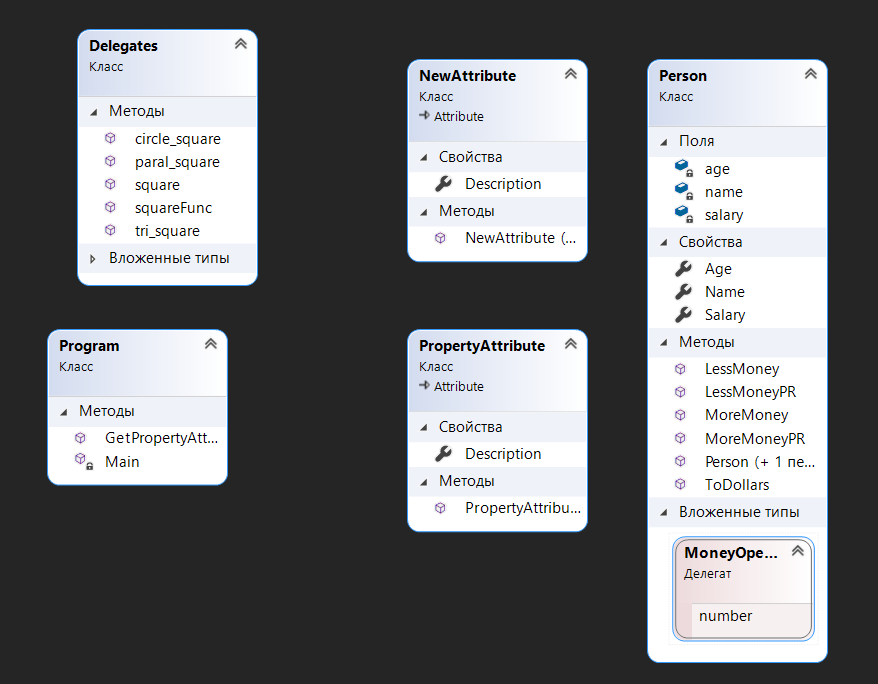 Delegates
Класс
Методы
circle_square
paral_square
square
squareFunc
tri_square
Вложенные типы
Program
Класс
Методы
GetPropertyAtt...
Main
NewAttribute
Класс
Attribute
Свойства
Description
Методы
NewAttribute (...
PropertyAttribute
Класс
Attribute
Свойства
Description
Методы
PropertyAttribu...
Person
Класс
Поля
age
name
salary
Свойства
Age
Name
Salary
Методы
LessMoney
LessMoneyPR
MoreMoney
MoreMoneyPR
Person (+ 1 пе...
ToDollars
Вложенные типы
MoneyOpe...
Делегат
number